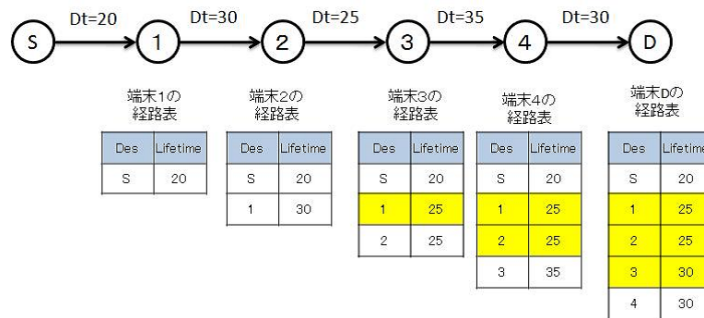 Dt=20 Dt=30 Dt=25 Dt=35 Dt=30
S 1 2 3 4 D
端末1の
経路表
Des Lifetime
S 20
端末2の
経路表
Des Lifetime
S 20
1 30
端末3の
経路表
Des Lifetime
S 20
1 25
2 25
端末4の
経路表
Des Lifetime
S 20
1 25
2 25
3 35
端末Dの
経路表
Des Lifetime
S 20
1 25
2 25
3 30
4 30